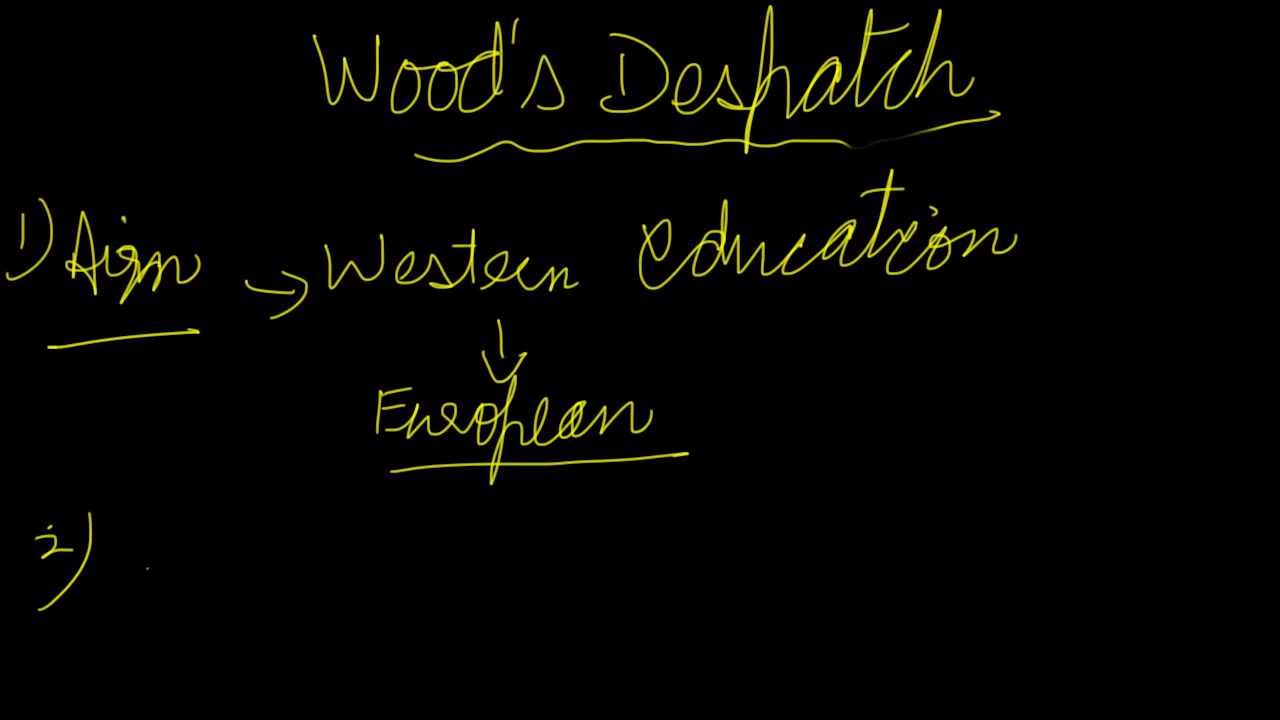 Wood's Despatch
1) Aim → Western education
↓
European
2)